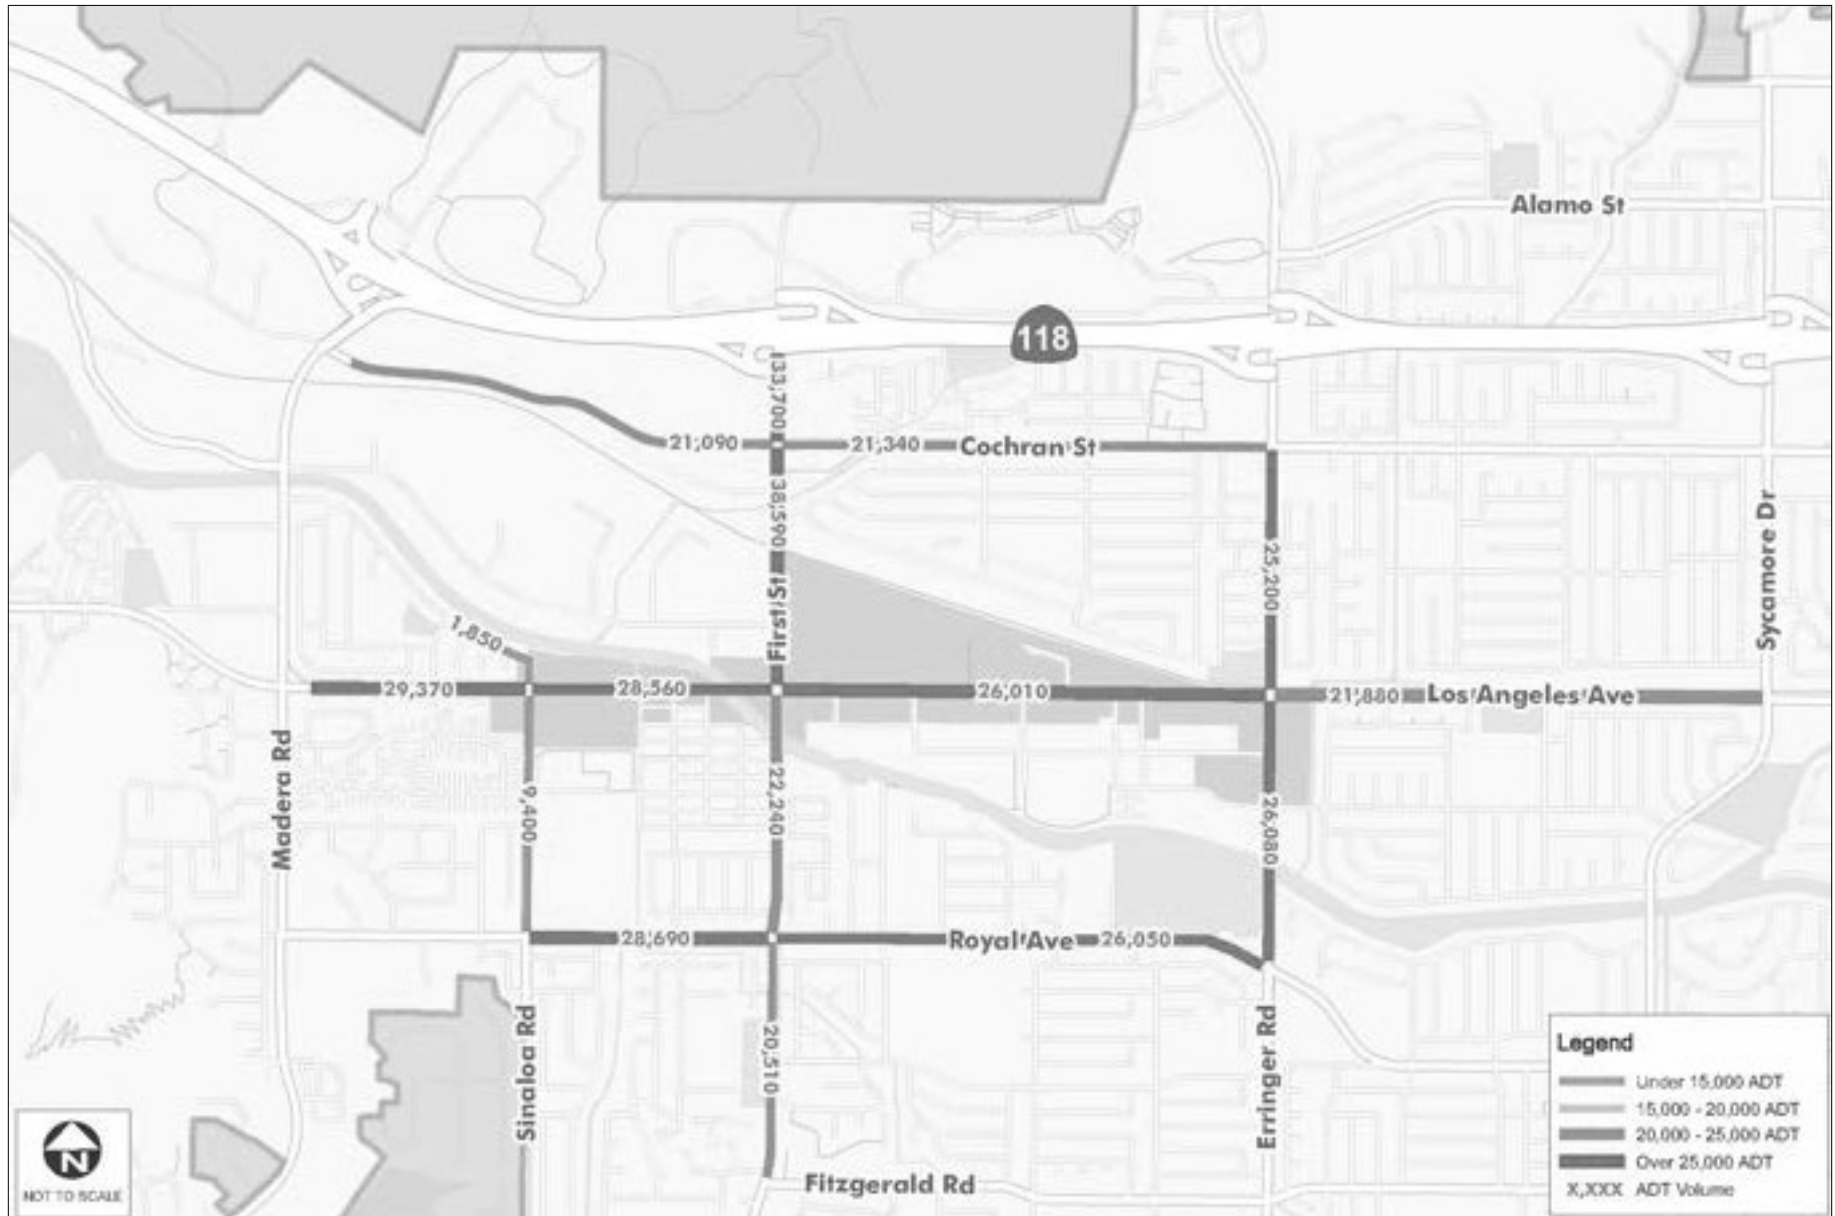 Alamo St
118
33,700
21,090
21,340
Cochran St
38,590
25,200
Sycamore Dr
First St
1,850
29,370
28,560
26,010
21,880
Los Angeles Ave
Madera Rd
9,400
22,240
26,080
28,690
Royal Ave
26,050
Sinaloa Rd
20,510
Erringer Rd
Fitzgerald Rd
N
NOT TO SCALE
Legend
Under 15,000 ADT
15,000 - 20,000 ADT
20,000 - 25,000 ADT
Over 25,000 ADT
X,XXX ADT Volume